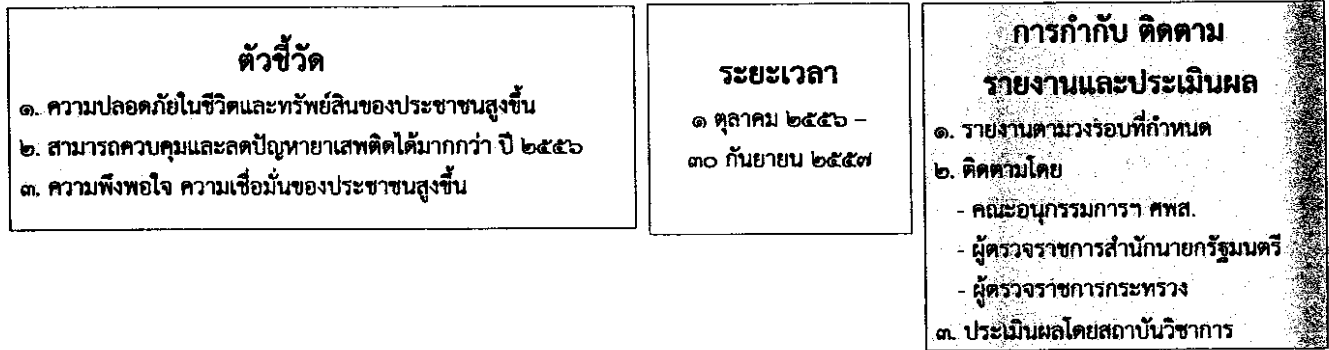 ตัวชี้วัด
๑. ความปลอดภัยในชีวิตและทรัพย์สินของประชาชนสูงขึ้น
๒. สามารถควบคุมและลดปัญหายาเสพติดได้มากกว่า ปี ๒๕๕๖
๓. ความพึงพอใจ ความเชื่อมั่นของประชาชนสูงขึ้น
ระยะเวลา
๑ ตุลาคม ๒๕๕๖ –
๓๐ กันยายน ๒๕๕๗
การกำกับ ติดตาม
รายงานและประเมินผล
๑. รายงานตามวงรอบที่กำหนด
๒. ติดตามโดย
- คณะอนุกรรมการฯ ศพส.
- ผู้ตรวจราชการสำนักนายกรัฐมนตรี
- ผู้ตรวจราชการกระทรวง
๓. ประเมินผลโดยสถาบันวิชาการ